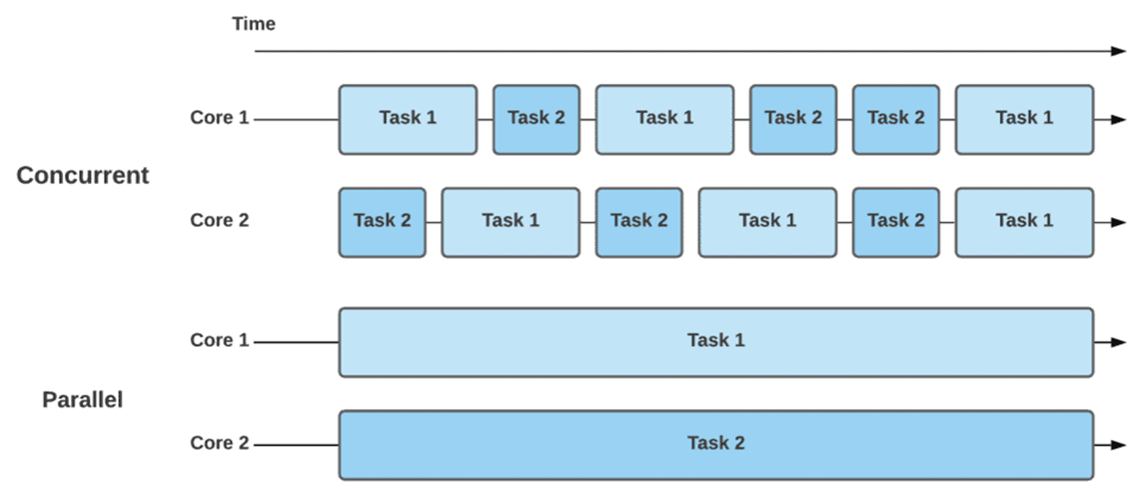 Time
Core 1 Task 1 Task 2 Task 1 Task 2 Task 2 Task 1
Concurrent
Core 2 Task 2 Task 1 Task 2 Task 1 Task 2 Task 1
Core 1 Task 1
Parallel
Core 2 Task 2